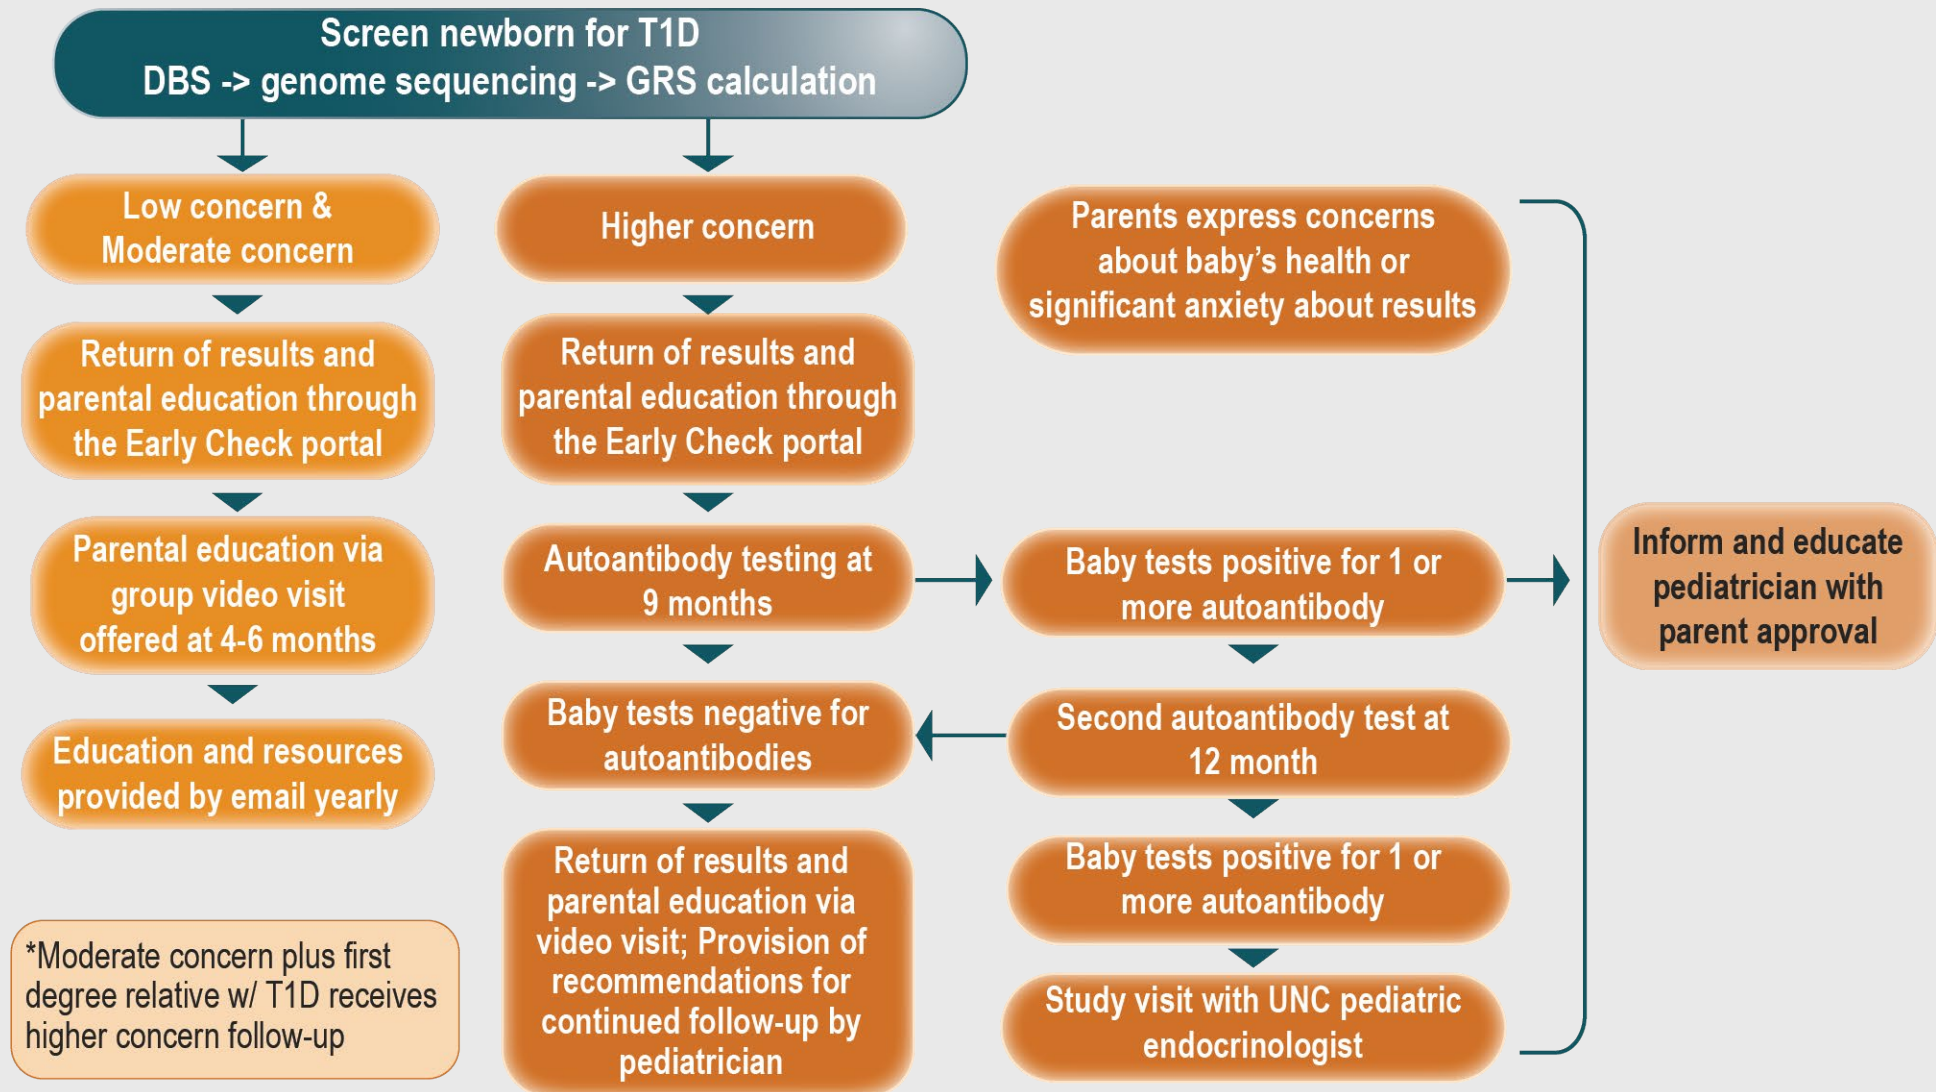 Screen newborn for T1D
DBS -> genome sequencing -> GRS calculation
Low concern &
Moderate concern
Return of results and
parental education through
the Early Check portal
Parental education via
group video visit
offered at 4-6 months
Education and resources
provided by email yearly
*Moderate concern plus first
degree relative w/ T1D receives
higher concern follow-up
Higher concern
Return of results and
parental education through
the Early Check portal
Autoantibody testing at
9 months
Baby tests negative for
autoantibodies
Return of results and
parental education via
video visit; Provision of
recommendations for
continued follow-up by
pediatrician
Parents express concerns
about baby’s health or
significant anxiety about results
Baby tests positive for 1 or
more autoantibody
Second autoantibody test at
12 month
Baby tests positive for 1 or
more autoantibody
Study visit with UNC pediatric
endocrinologist
Inform and educate
pediatrician with
parent approval